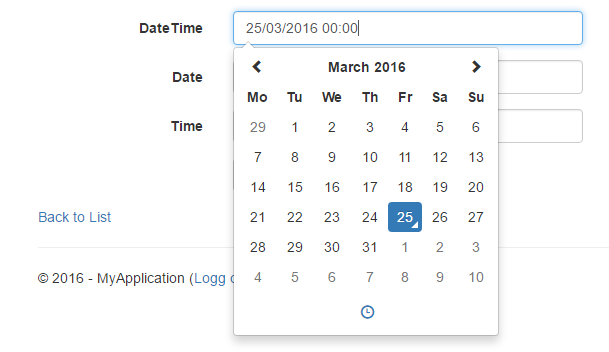 DateTime 25/03/2016 00:00
March 2016
Date
Mo Tu We Th Fr Sa Su
Time
29 1 2 3 4 5 6
7 8 9 10 11 12 13
14 15 16 17 18 19 20
Back to List
21 22 23 24 25 26 27
28 29 30 31 1 2 3
© 2016 - MyApplication (Logg
4 5 6 7 8 9 10